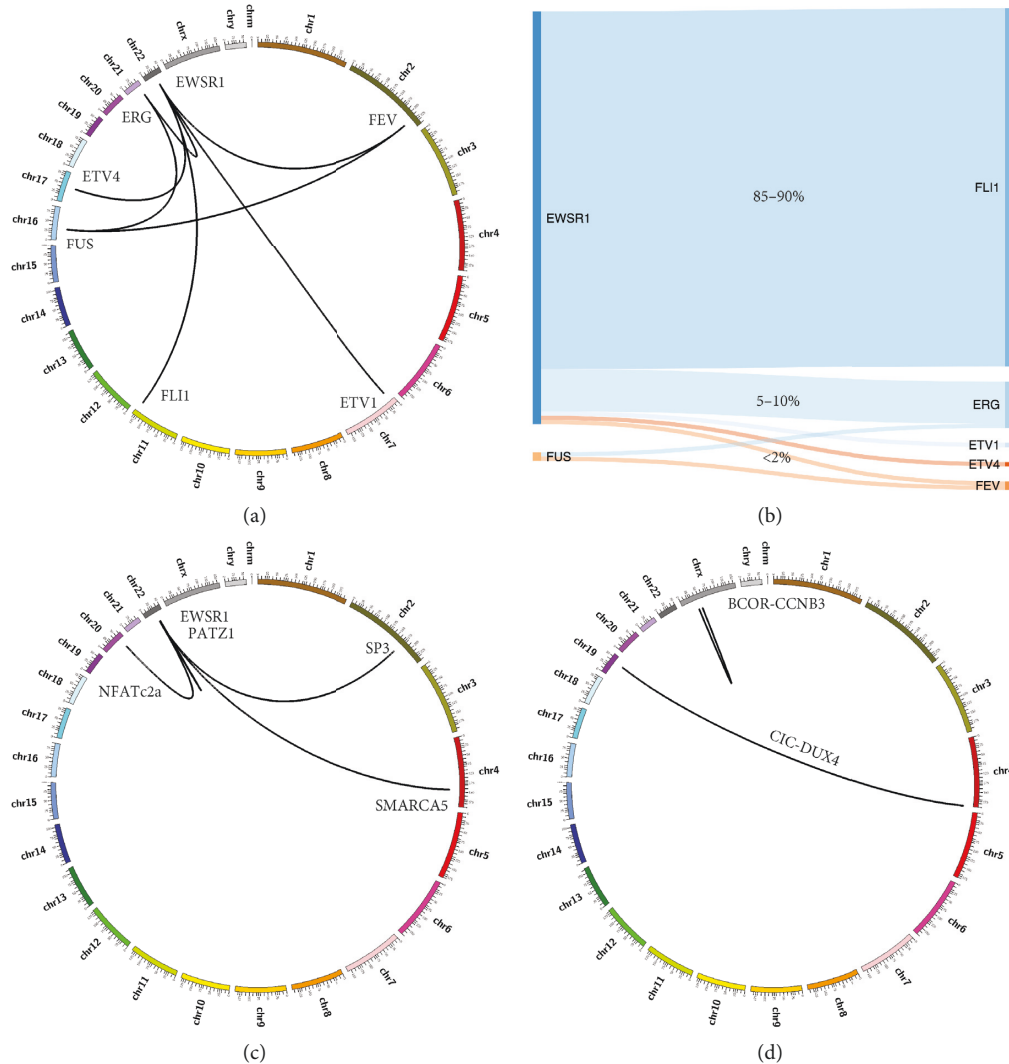 chr1
chr2
chr3
chr4
chr5
chr6
chr7
chr8
chr9
chr10
chr11
chr12
chr13
chr14
chr15
chr16
chr17
chr18
chr19
chr20
chr21
chr22
chrx
chry
chrm
EWSR1
ERG
FEV
ETV4
FUS
FLI1
ETV1
(a)
EWSR1
85–90%
FLI1
5–10%
ERG
ETV1
FUS
<2%
ETV4
FEV
(b)
chr1
chr2
chr3
chr4
chr5
chr6
chr7
chr8
chr9
chr10
chr11
chr12
chr13
chr14
chr15
chr16
chr17
chr18
chr19
chr20
chr21
chr22
chrx
chry
chrm
EWSR1
PATZ1
SP3
NFATc2a
SMARCA5
(c)
chr1
chr2
chr3
chr4
chr5
chr6
chr7
chr8
chr9
chr10
chr11
chr12
chr13
chr14
chr15
chr16
chr17
chr18
chr19
chr20
chr21
chr22
chrx
chry
chrm
BCOR-CCNB3
CIC-DUX4
(d)